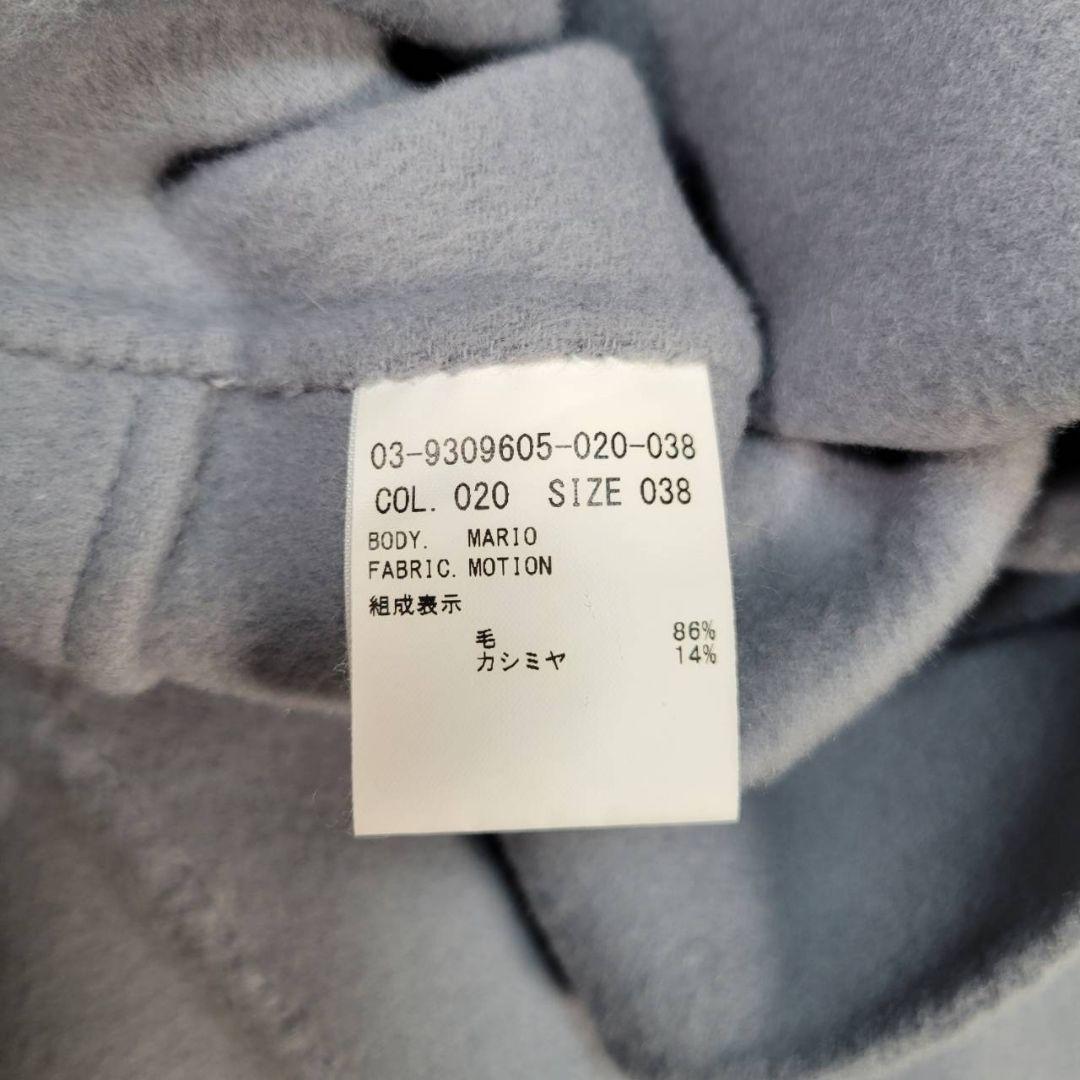 03-9309605-020-038
COL. 020 SIZE 038
BODY. MARIO
FABRIC. MOTION
組成表示
毛 86%
カシミヤ 14%